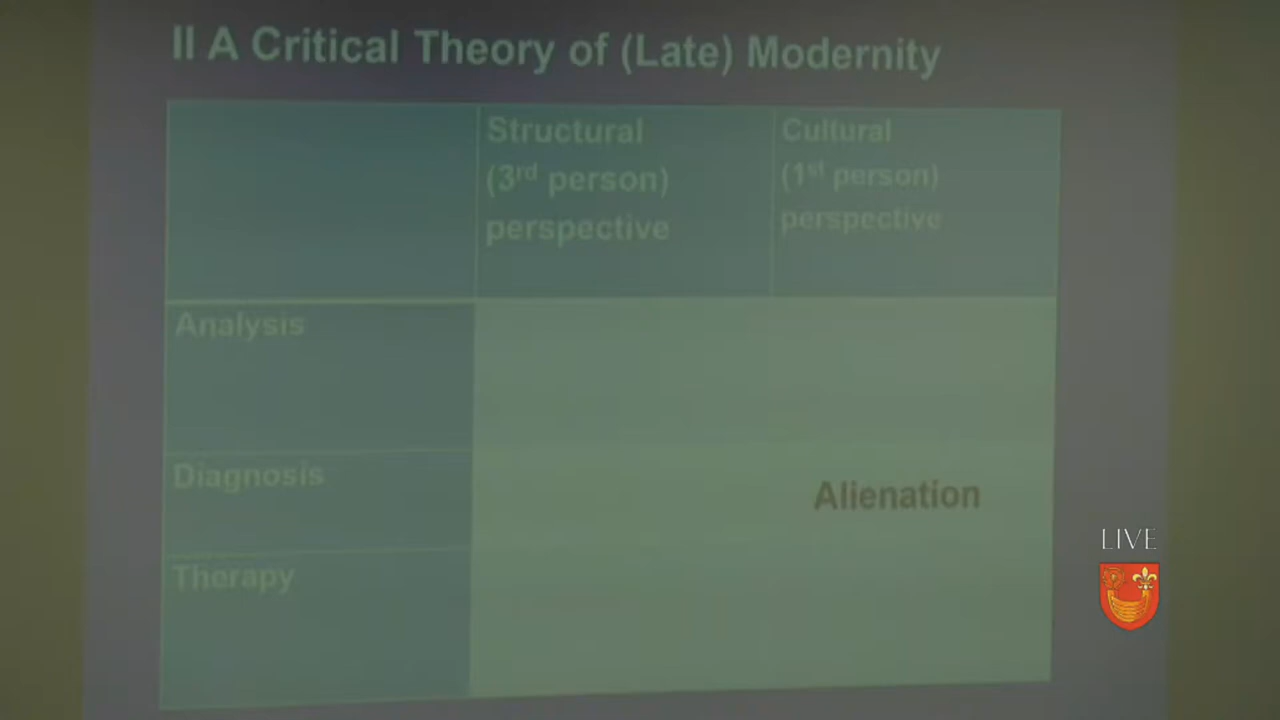 II A Critical Theory of (Late) Modernity
Structural
(3rd person)
perspective
Cultural
(1st person)
perspective
Analysis
Diagnosis
Alienation
Therapy
LIVE